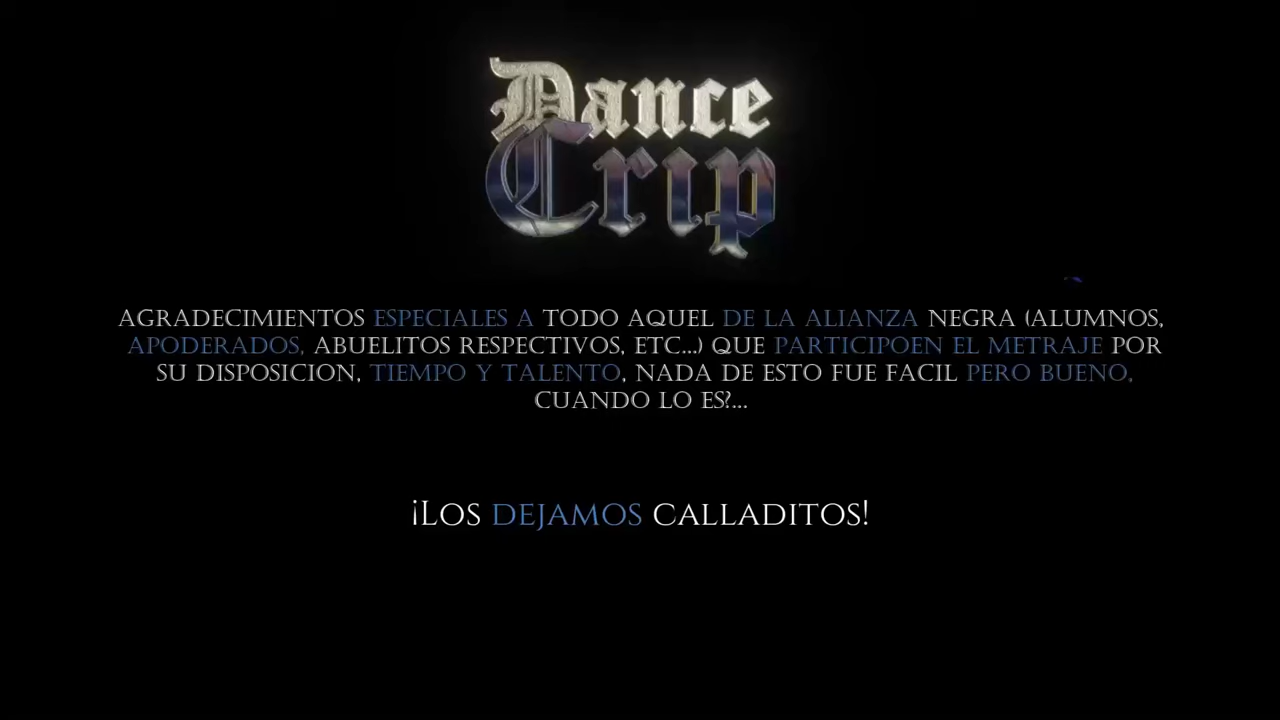 Dance
Crip
AGRADECIMIENTOS ESPECIALES A TODO AQUEL DE LA ALIANZA NEGRA (ALUMNOS,
APODERADOS, ABUELITOS RESPECTIVOS, ETC...) QUE PARTICIPOEN EL METRAJE POR
SU DISPOSICION, TIEMPO Y TALENTO, NADA DE ESTO FUE FACIL PERO BUENO,
CUANDO LO ES?...
¡Los dejamos calladitos!